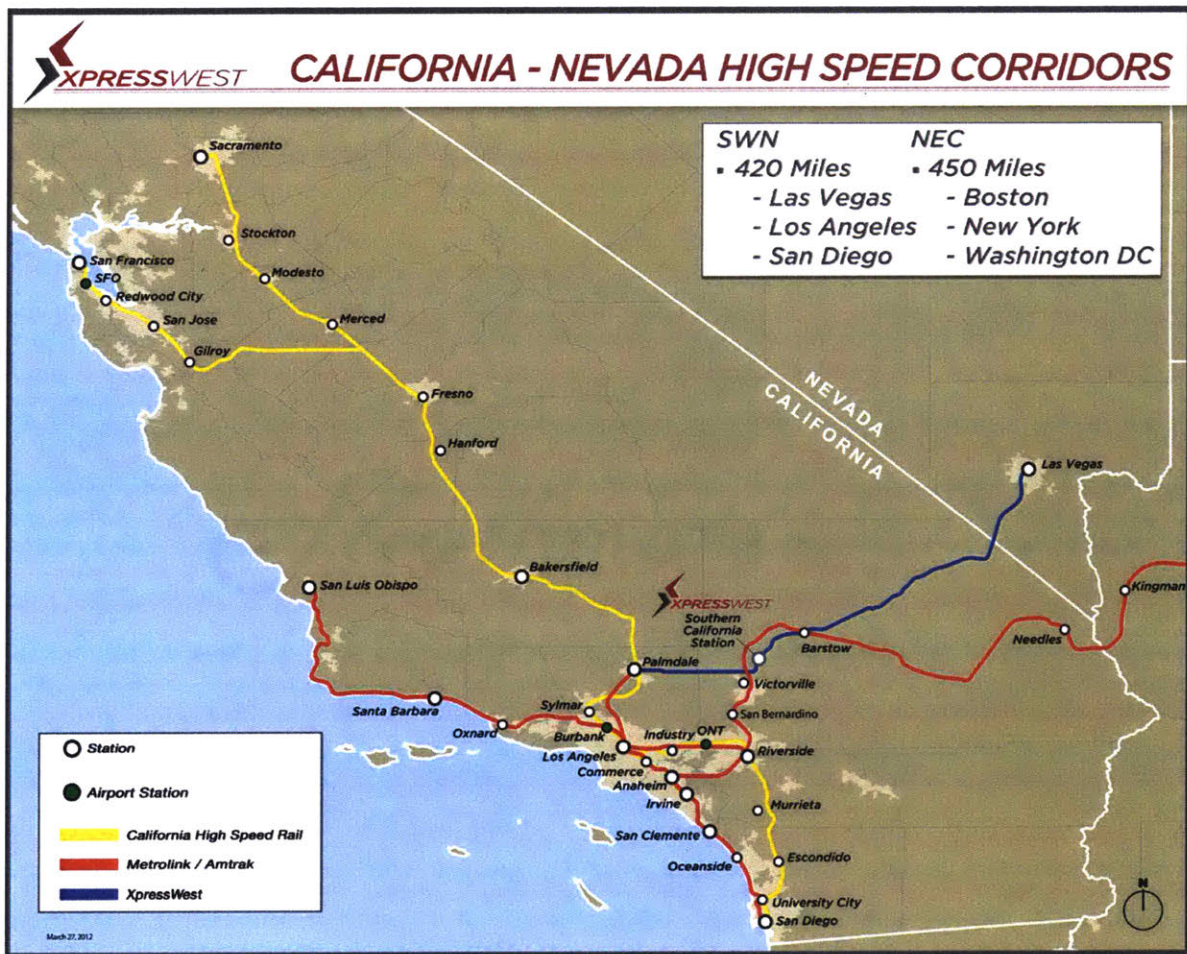 XPRESSWEST
CALIFORNIA - NEVADA HIGH SPEED CORRIDORS
SWN
▪ 420 Miles
- Las Vegas
- Los Angeles
- San Diego
NEC
▪ 450 Miles
- Boston
- New York
- Washington DC
Sacramento
Stockton
San Francisco
SFO
Modesto
Redwood City
San Jose
Merced
Gilroy
Fresno
NEVADA
CALIFORNIA
Hanford
Las Vegas
Bakersfield
San Luis Obispo
Kingman
XPRESSWEST
Southern
California
Station
Barstow
Needles
Palmdale
Victorville
Santa Barbara
Sylmar
San Bernardino
Oxnard
Burbank
Industry
ONT
Los Angeles
Riverside
Commerce
Anaheim
Irvine
Murrieta
San Clemente
Oceanside
Escondido
University City
San Diego
Station
Airport Station
California High Speed Rail
Metrolink / Amtrak
XpressWest
N
March 27, 2012